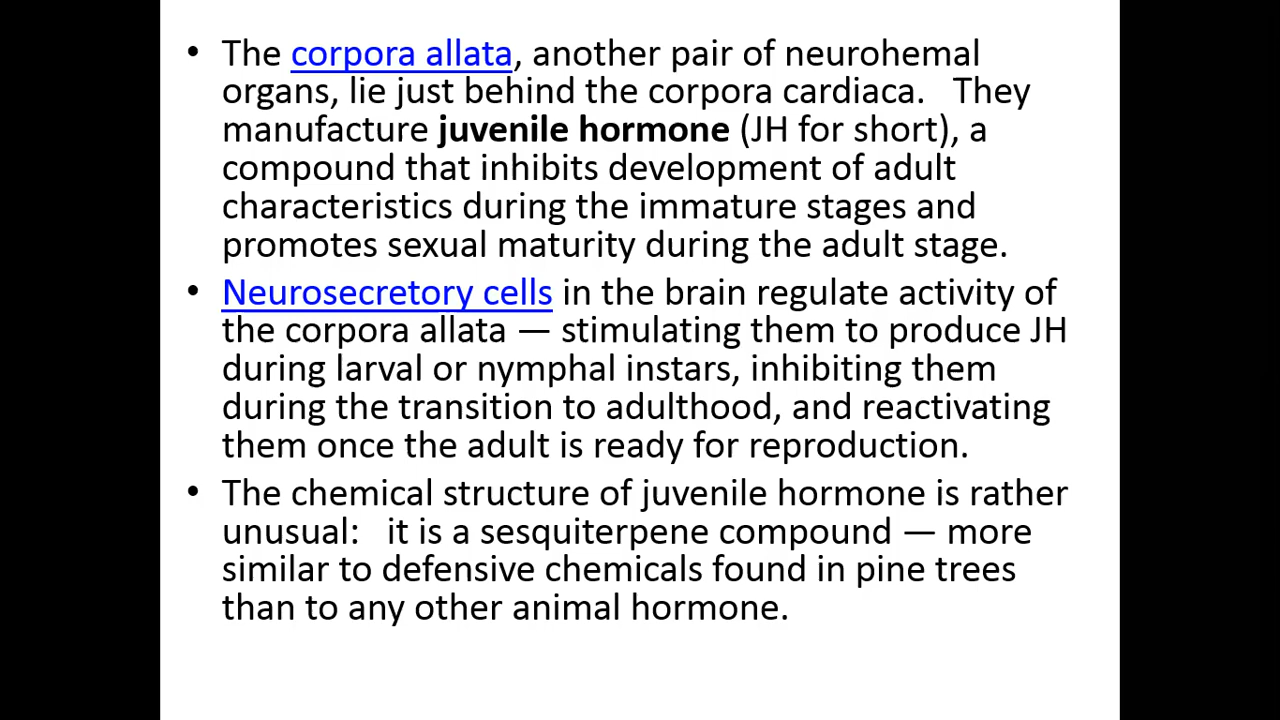 • The corpora allata, another pair of neurohemal
organs, lie just behind the corpora cardiaca.   They
manufacture juvenile hormone (JH for short), a
compound that inhibits development of adult
characteristics during the immature stages and
promotes sexual maturity during the adult stage.
• Neurosecretory cells in the brain regulate activity of
the corpora allata — stimulating them to produce JH
during larval or nymphal instars, inhibiting them
during the transition to adulthood, and reactivating
them once the adult is ready for reproduction.
• The chemical structure of juvenile hormone is rather
unusual:   it is a sesquiterpene compound — more
similar to defensive chemicals found in pine trees
than to any other animal hormone.